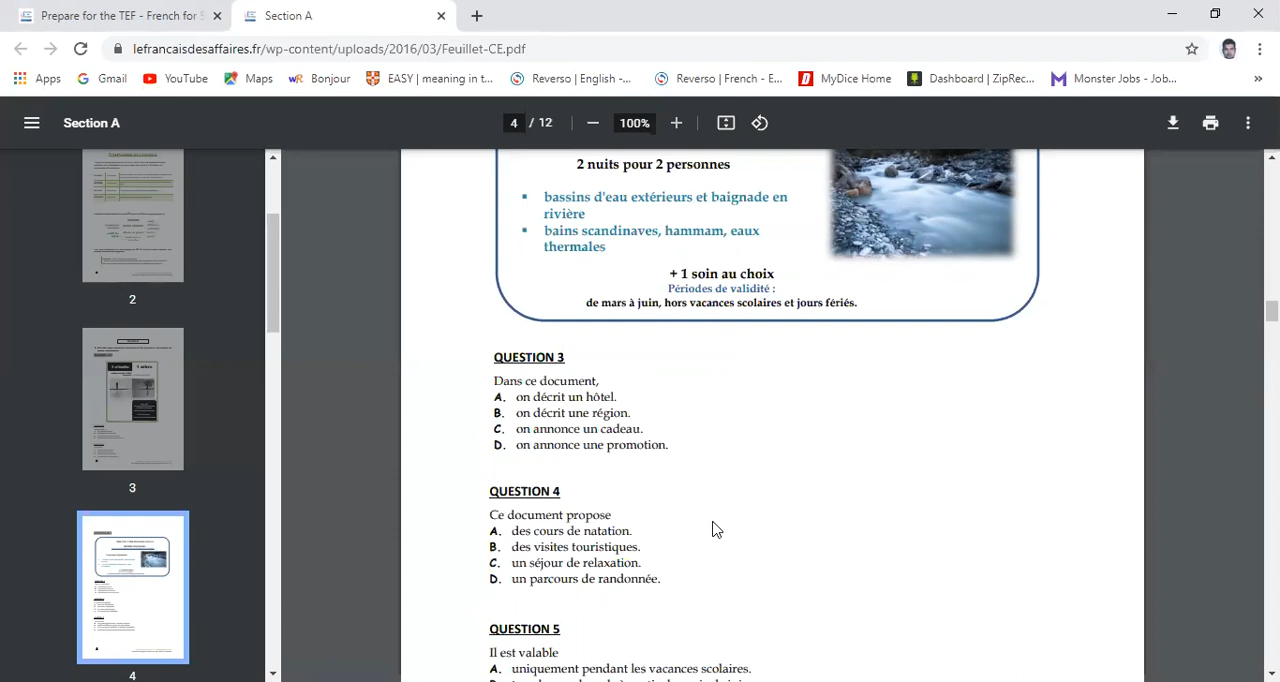 Prepare for the TEF - French for S
Section A
lefrancaisdesaffaires.fr/wp-content/uploads/2016/03/Feuillet-CE.pdf
Apps
Gmail
YouTube
Maps
Bonjour
EASY | meaning in t...
Reverso | English -...
Reverso | French - E...
MyDice Home
Dashboard | ZipRec...
Monster Jobs - Job...
»
Section A
4 / 12
100%
2
3
4
2 nuits pour 2 personnes
bassins d'eau extérieurs et baignade en
rivière
bains scandinaves, hammam, eaux
thermales
+ 1 soin au choix
Périodes de validité :
de mars à juin, hors vacances scolaires et jours fériés.
QUESTION 3
Dans ce document,
A. on décrit un hôtel.
B. on décrit une région.
C. on annonce un cadeau.
D. on annonce une promotion.
QUESTION 4
Ce document propose
A. des cours de natation.
B. des visites touristiques.
C. un séjour de relaxation.
D. un parcours de randonnée.
QUESTION 5
Il est valable
A. uniquement pendant les vacances scolaires.